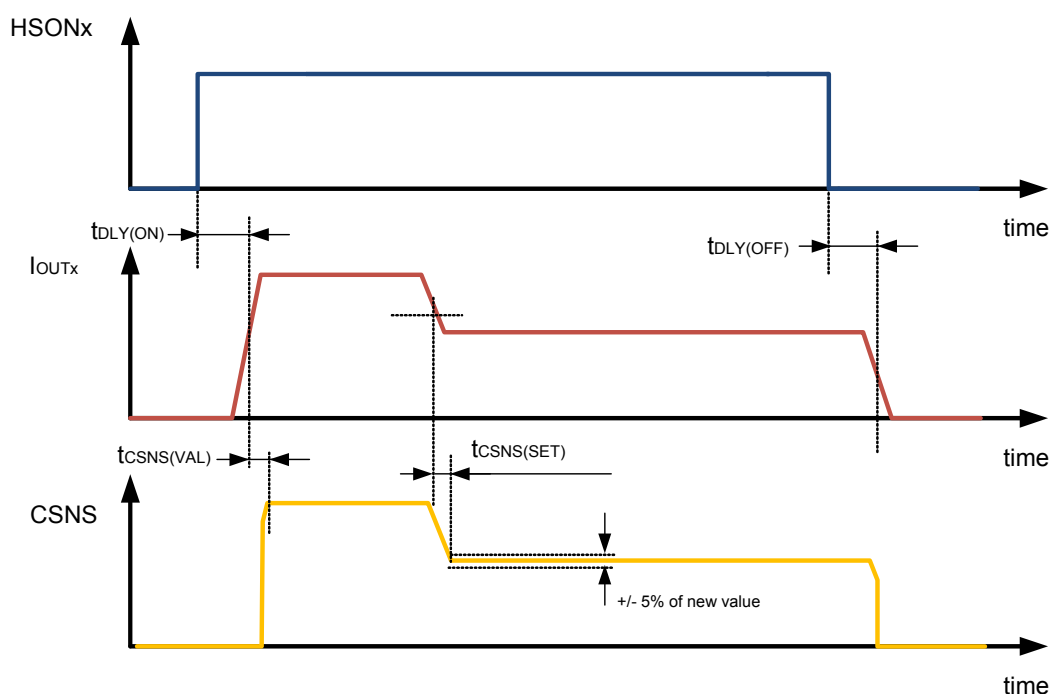 HSONx
time
tDLY(ON)
tDLY(OFF)
IOUTx
time
tCSNS(VAL)
tCSNS(SET)
CSNS
+/- 5% of new value
time